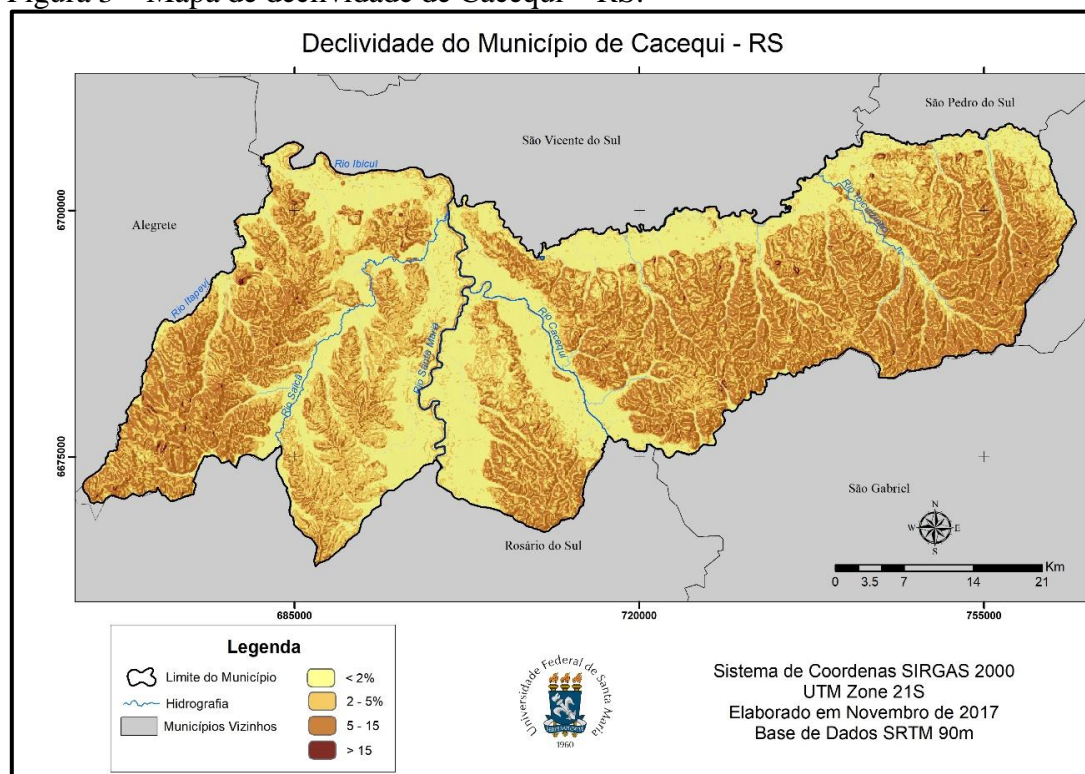 Figura 3 – Mapa de declividade de Cacequi – RS.
Declividade do Município de Cacequi - RS
São Pedro do Sul
São Vicente do Sul
Rio Ibicuí
Alegrete
6700000
6700000
Rio Itapevi
Rio Saicã
Rio Santa Maria
Rio Cacequi
6675000
6675000
São Gabriel
Rosário do Sul
N
W E
S
Km
0 3.5 7 14 21
685000
720000
755000
Legenda
Limite do Município
Hidrografia
Municípios Vizinhos
< 2%
2 - 5%
5 - 15
> 15
Universidade Federal de Santa Maria
1960
Sistema de Coordenas SIRGAS 2000
UTM Zone 21S
Elaborado em Novembro de 2017
Base de Dados SRTM 90m